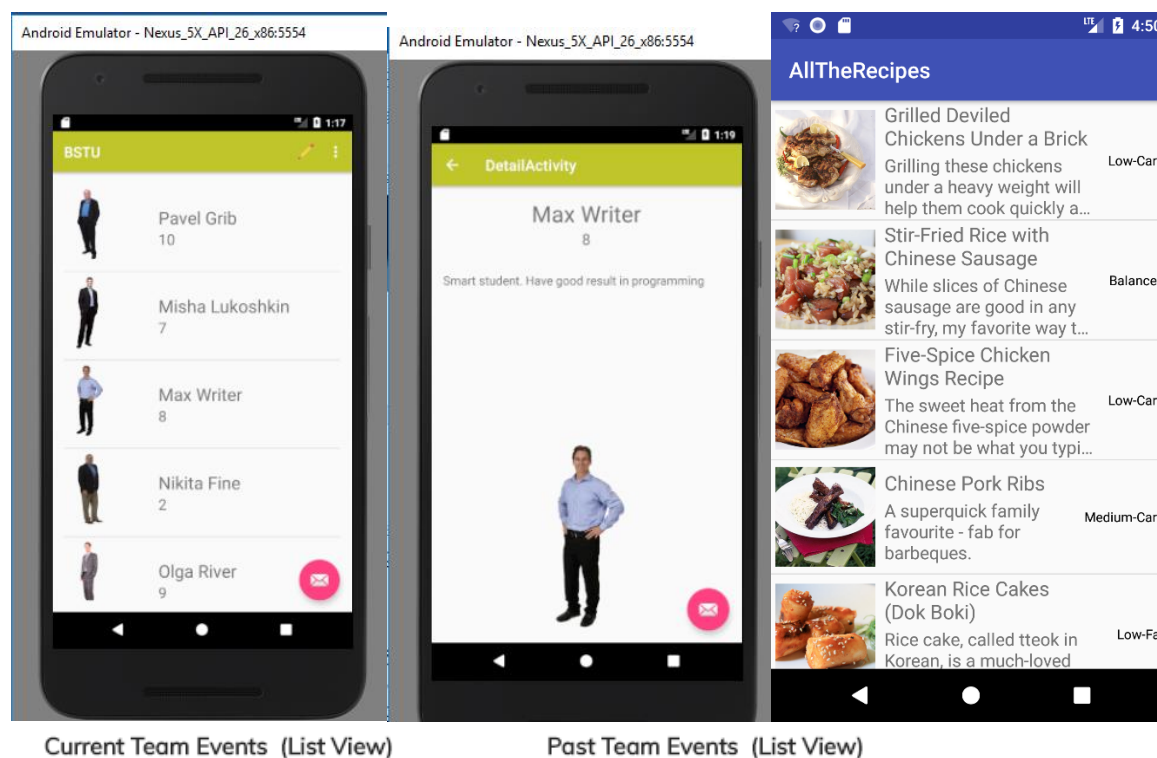 Android Emulator - Nexus_5X_API_26_x86:5554
1:17
BSTU
Pavel Grib
10
Misha Lukoshkin
7
Max Writer
8
Nikita Fine
2
Olga River
9
Android Emulator - Nexus_5X_API_26_x86:5554
1:19
DetailActivity
Max Writer
8
Smart student. Have good result in programming
LTE 4:50
AllTheRecipes
Grilled Deviled
Chickens Under a Brick
Grilling these chickens
under a heavy weight will
help them cook quickly a...
Low-Car
Stir-Fried Rice with
Chinese Sausage
While slices of Chinese
sausage are good in any
stir-fry, my favorite way t...
Balance
Five-Spice Chicken
Wings Recipe
The sweet heat from the
Chinese five-spice powder
may not be what you typi...
Low-Car
Chinese Pork Ribs
A superquick family
favourite - fab for
barbeques.
Medium-Car
Korean Rice Cakes
(Dok Boki)
Rice cake, called tteok in
Korean, is a much-loved
Low-Fa
Current Team Events (List View)
Past Team Events (List View)